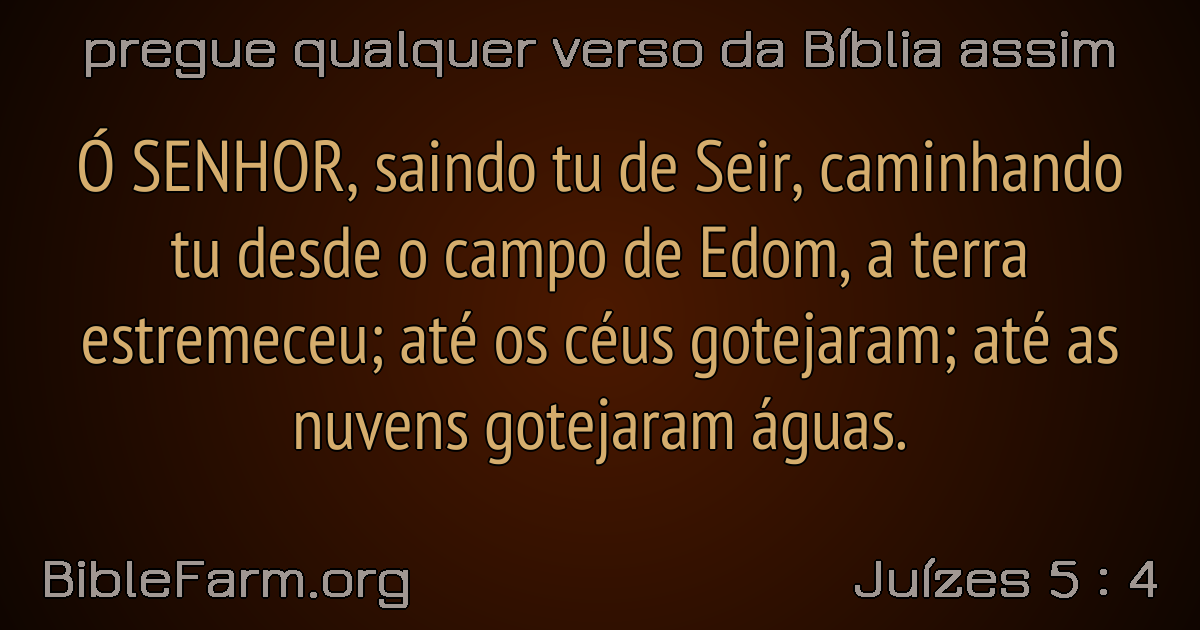 pregue qualquer verso da Bíblia assim
Ó SENHOR, saindo tu de Seir, caminhando
tu desde o campo de Edom, a terra
estremeceu; até os céus gotejaram; até as
nuvens gotejaram águas.
BibleFarm.org
Juízes 5 : 4